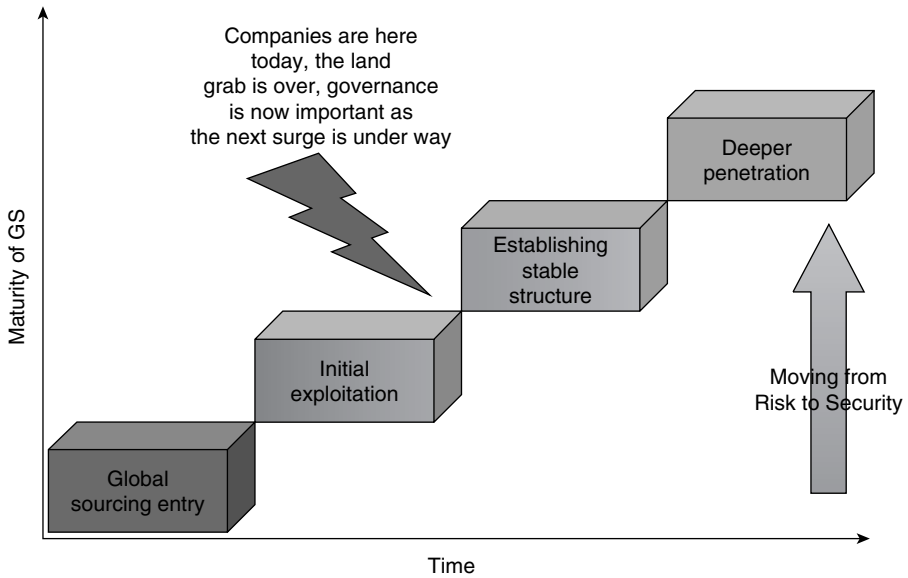 Companies are here
today, the land
grab is over, governance
is now important as
the next surge is under way
Deeper
penetration
Establishing
stable
structure
Initial
exploitation
Global
sourcing entry
Moving from
Risk to Security
Maturity of GS
Time